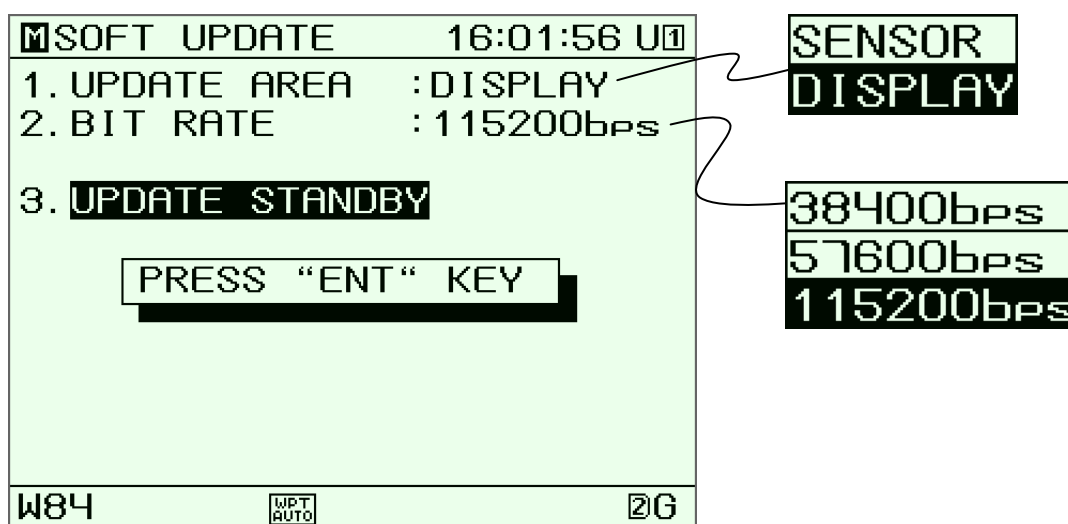 M SOFT UPDATE 16:01:56 U1
1. UPDATE AREA :DISPLAY
2. BIT RATE :115200bps
3. UPDATE STANDBY
PRESS “ENT“ KEY
W84 WPT AUTO 2G
SENSOR
DISPLAY
38400bps
57600bps
115200bps